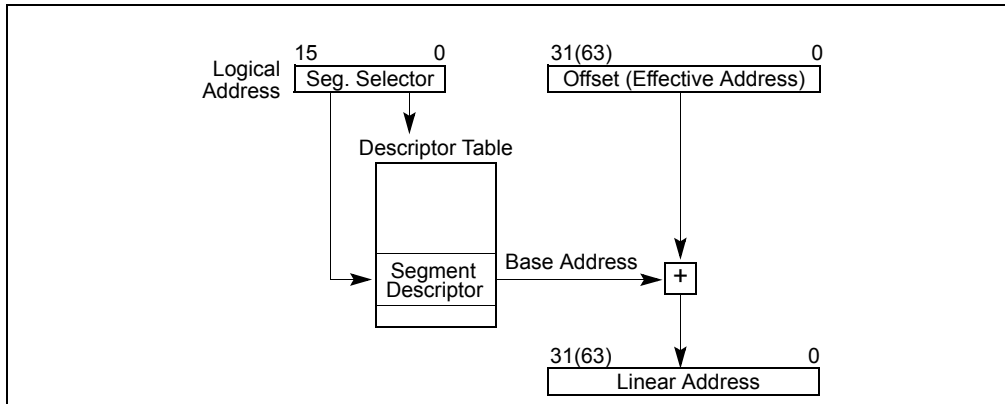 15 0 31(63) 0
Logical Address
Seg. Selector
Offset (Effective Address)
Descriptor Table
Segment Descriptor
Base Address
+
31(63) 0
Linear Address